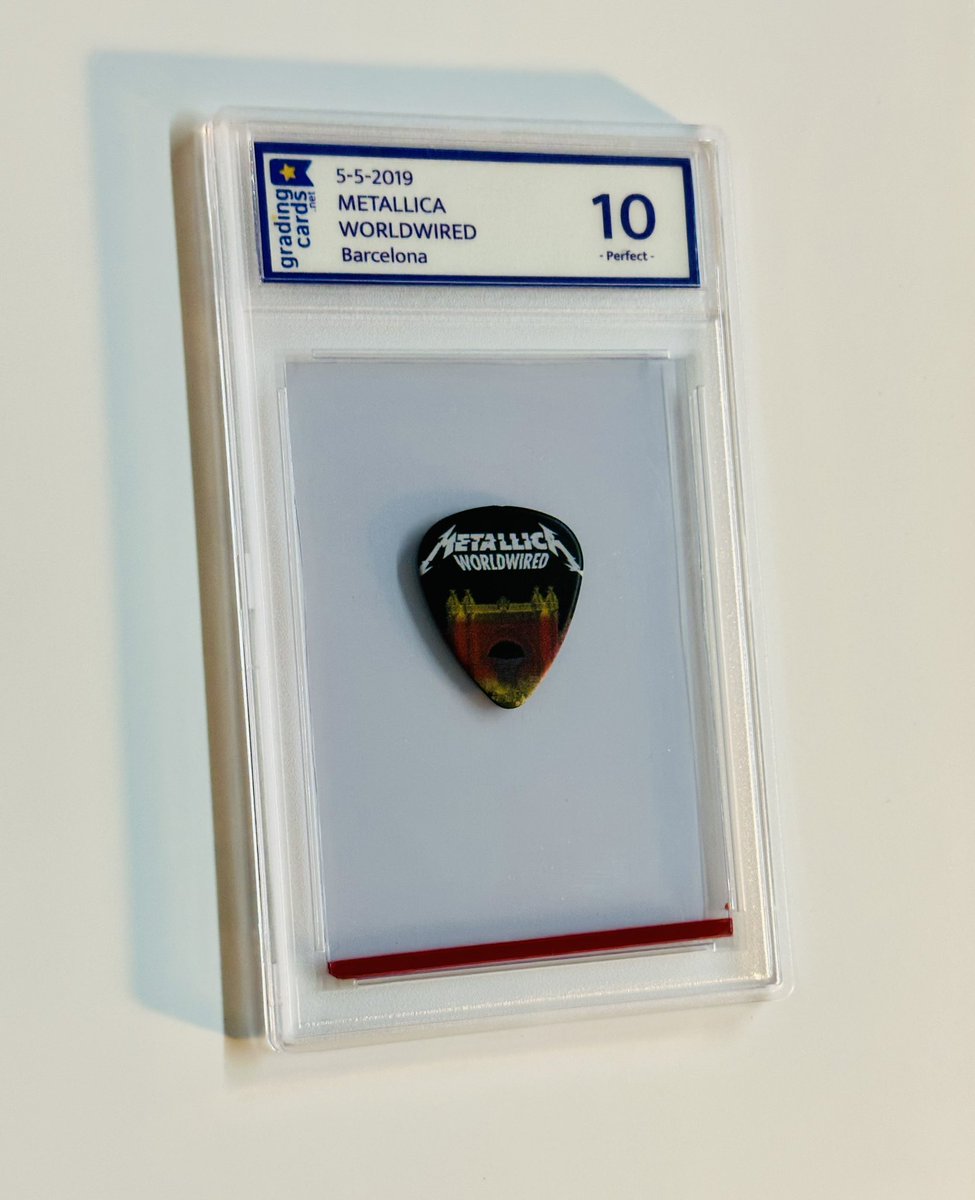 grading
cards
.net
5-5-2019
METALLICA
WORLDWIRED
Barcelona
10
- Perfect -
METALLICA
WORLDWIRED